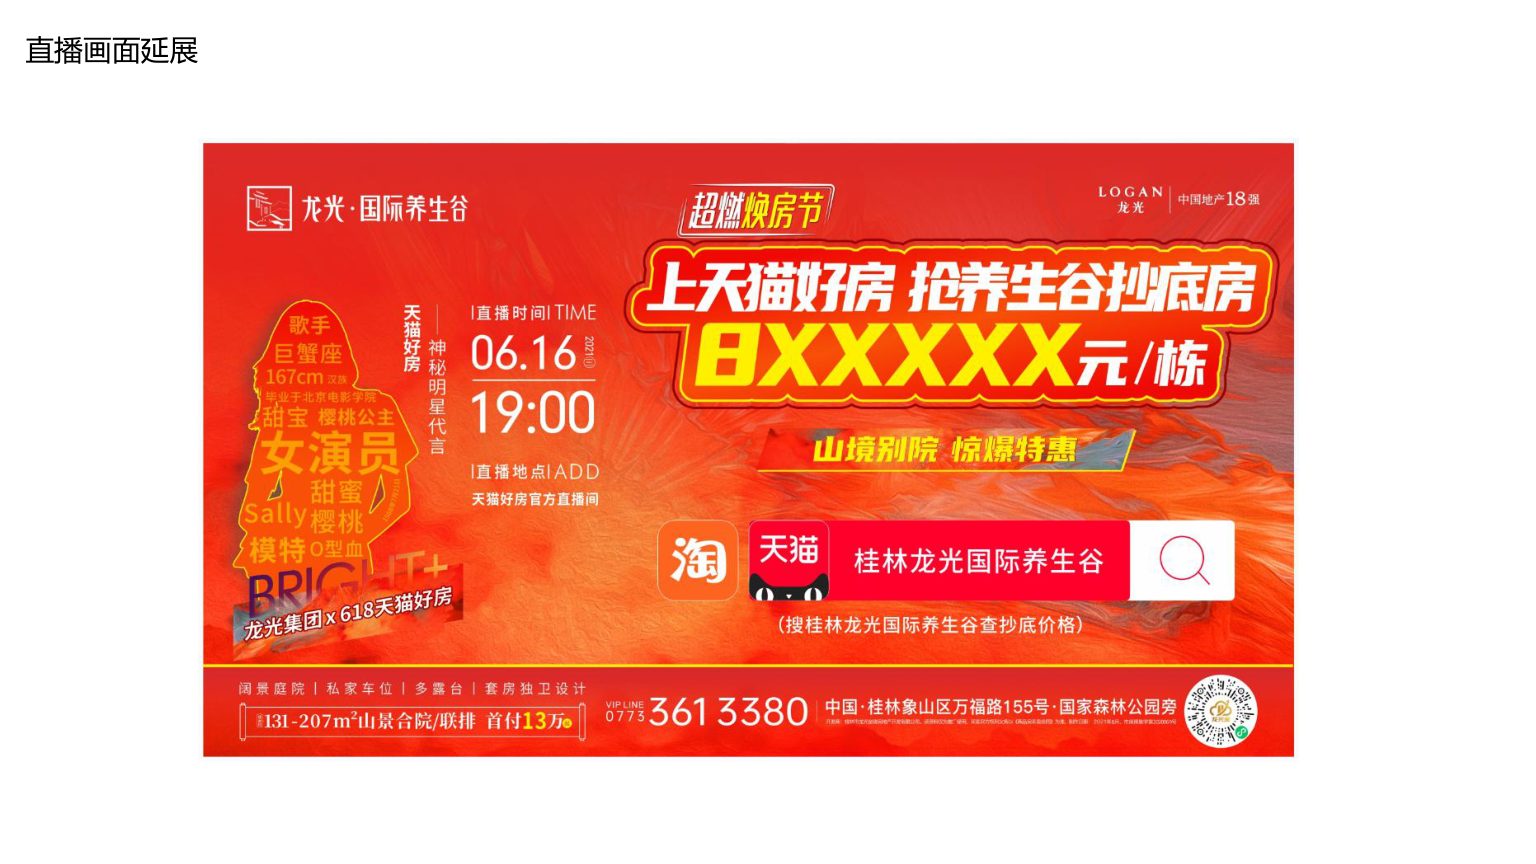 直播画面延展
龙光·国际养生谷
超燃焕房节
LOGAN
龙光
中国地产18强
上天猫好房 抢养生谷抄底房
8XXXXX元/栋
山境别院 惊爆特惠
歌手
巨蟹座
167cm 汉族
毕业于北京电影学院
甜宝 樱桃公主
女演员
甜蜜
Sally 樱桃
模特 O型血
BRIGHT+
龙光集团 x 618天猫好房
天猫好房
——神秘明星代言
直播时间 TIME
06.16
2021
19:00
直播地点 ADD
天猫好房官方直播间
淘
天猫
桂林龙光国际养生谷
(搜桂林龙光国际养生谷查抄底价格)
阔景庭院 | 私家车位 | 多露台 | 套房独卫设计
131-207m²山景合院/联排 首付13万起
VIP LINE
0773
361 3380
中国·桂林象山区万福路155号·国家森林公园旁